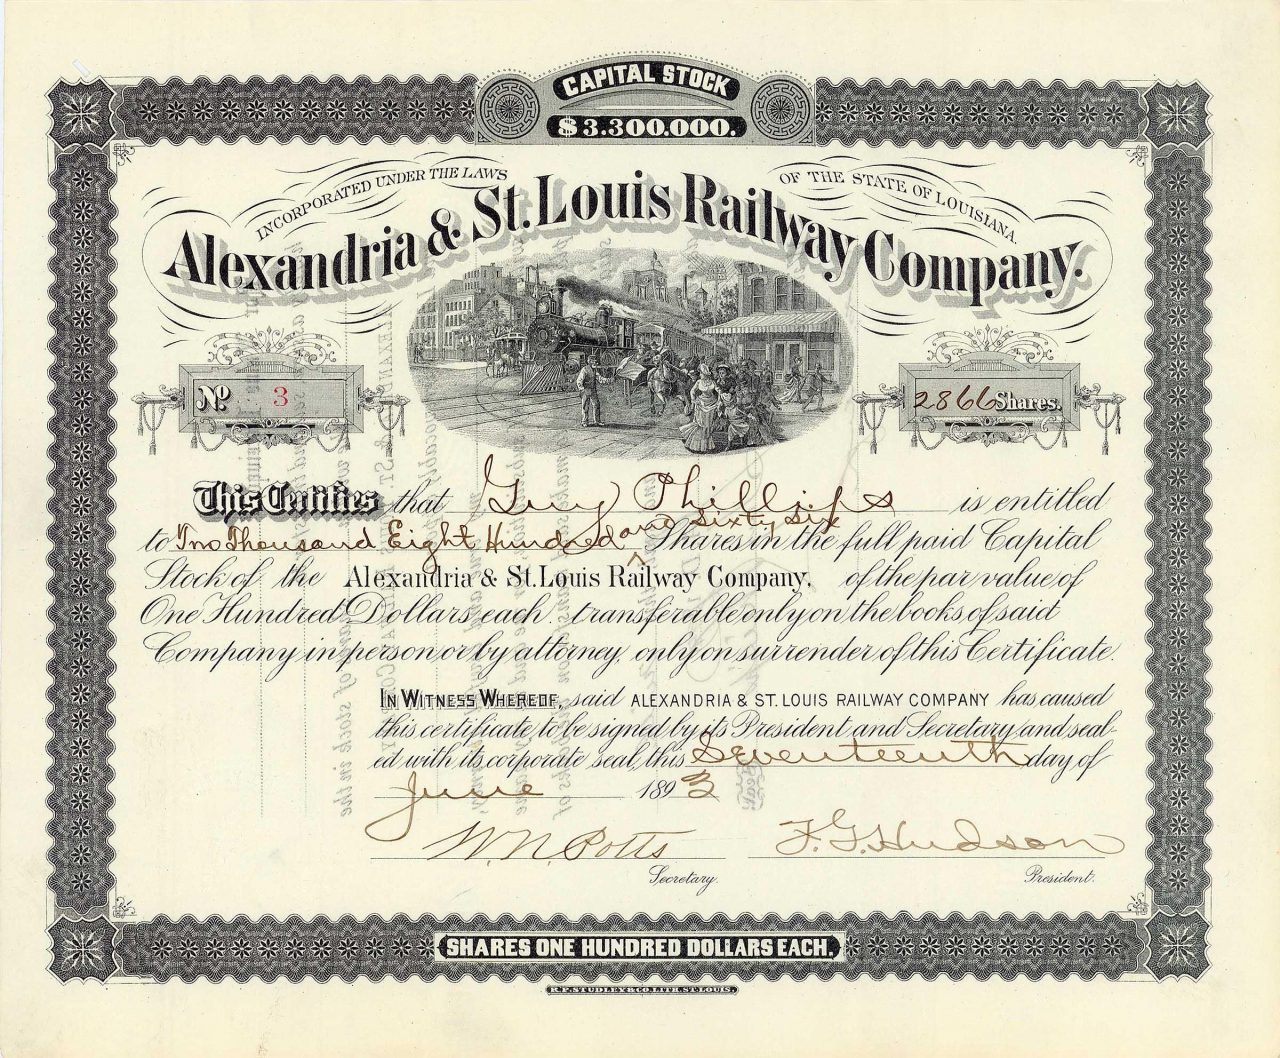 CAPITAL STOCK
$3.300.000.
INCORPORATED UNDER THE LAWS OF THE STATE OF LOUISIANA.
Alexandria & St. Louis Railway Company.
No. 3
2866 Shares.
This Certifies that Guy Phillips is entitled
to Two Thousand Eight Hundred and Sixty Six Shares in the full paid Capital
Stock of the Alexandria & St. Louis Railway Company, of the par value of
One Hundred Dollars each, transferable only on the books of said
Company in person or by attorney, only on surrender of this Certificate.
IN WITNESS WHEREOF, said ALEXANDRIA & ST. LOUIS RAILWAY COMPANY has caused
this certificate to be signed by its President and Secretary and seal-
ed with its corporate seal, this Seventeenth day of
June 1893
W. N. Potts F. G. Hudson
Secretary. President.
SHARES ONE HUNDRED DOLLARS EACH.
R.P. STUDLEY & CO. LITH. ST. LOUIS.